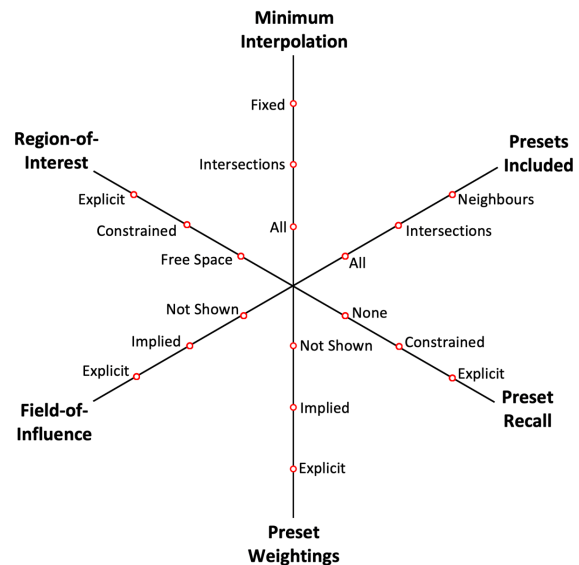 Minimum
Interpolation
Fixed
Intersections
All
Region-of-
Interest
Explicit
Constrained
Free Space
Presets
Included
Neighbours
Intersections
All
Not Shown
Implied
Explicit
Field-of-
Influence
None
Constrained
Explicit
Preset
Recall
Not Shown
Implied
Explicit
Preset
Weightings